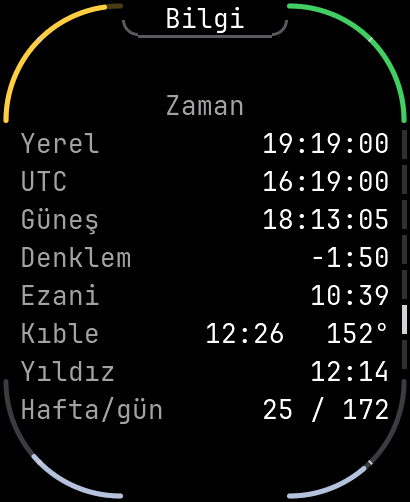 Bilgi
Zaman
Yerel 19:19:00
UTC 16:19:00
Güneş 18:13:05
Denklem -1:50
Ezani 10:39
Kıble 12:26 152°
Yıldız 12:14
Hafta/gün 25 / 172